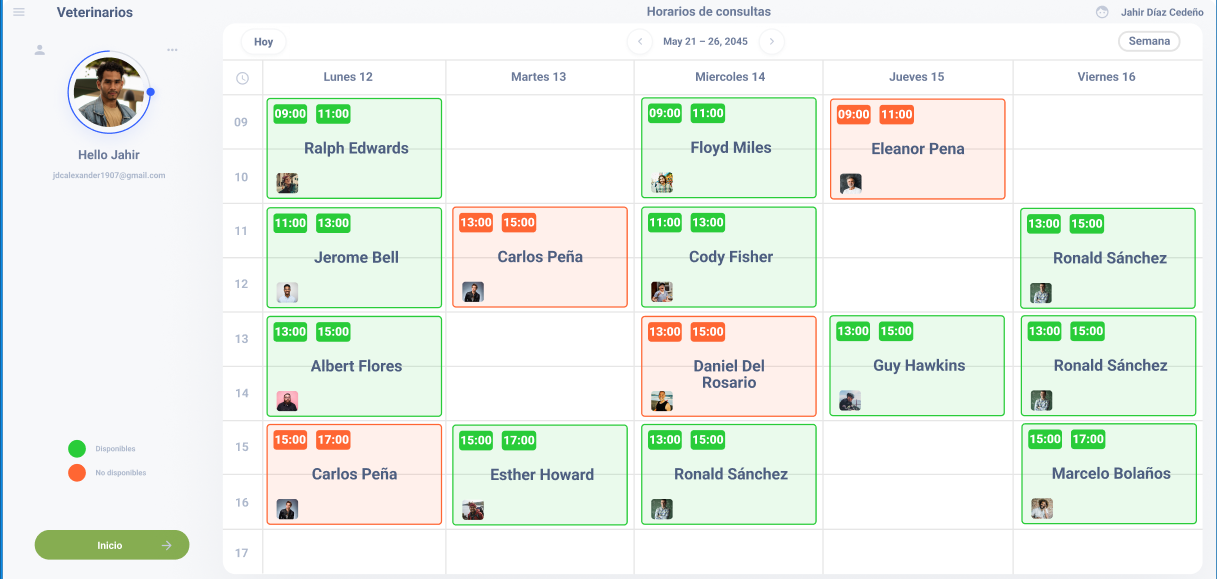 Veterinarios
Horarios de consultas
Jahir Díaz Cedeño
Hello Jahir
jdcalexander1907@gmail.com
Disponibles
No disponibles
Inicio
Hoy
May 21 – 26, 2045
Semana
Lunes 12
Martes 13
Miercoles 14
Jueves 15
Viernes 16
09
09:00 11:00
Ralph Edwards
09:00 11:00
Floyd Miles
09:00 11:00
Eleanor Pena
10
11
11:00 13:00
Jerome Bell
13:00 15:00
Carlos Peña
11:00 13:00
Cody Fisher
13:00 15:00
Ronald Sánchez
12
13
13:00 15:00
Albert Flores
13:00 15:00
Daniel Del
Rosario
13:00 15:00
Guy Hawkins
13:00 15:00
Ronald Sánchez
14
15
15:00 17:00
Carlos Peña
15:00 17:00
Esther Howard
13:00 15:00
Ronald Sánchez
15:00 17:00
Marcelo Bolaños
16
17